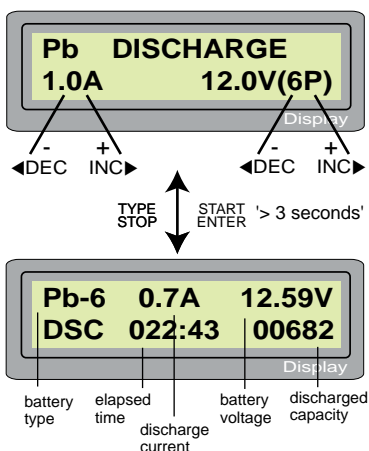 Pb DISCHARGE
1.0A 12.0V(6P)
Display
- + - +
◀DEC INC▶ ◀DEC INC▶
TYPE START '> 3 seconds'
STOP ENTER
Pb-6 0.7A 12.59V
DSC 022:43 00682
Display
battery elapsed battery discharged
type time voltage capacity
discharge
current